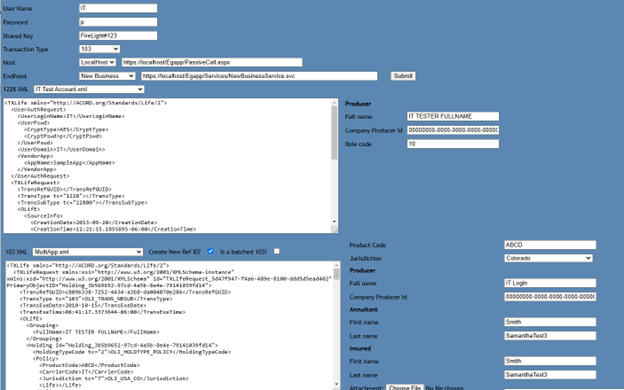 User Name IT
Password p
Shared Key FireLight#123
Transaction Type 103
Host LocalHost https://localhost/Egapp/PassiveCall.aspx
EndPoint New Business https://localhost/Egapp/Services/NewBusinessService.svc Submit
1228 XML IT Test Account.xml
<TXLife xmlns="http://ACORD.org/Standards/Life/2">
<UserAuthRequest>
<UserLoginName>IT</UserLoginName>
<UserPswd>
<CryptType>AES</CryptType>
<CryptPswd>p</CryptPswd>
</UserPswd>
<UserDomain>IT</UserDomain>
<VendorApp>
<AppName>SampleApp</AppName>
</VendorApp>
</UserAuthRequest>
<TXLifeRequest>
<TransRefGUID></TransRefGUID>
<TransType tc="1228"></TransType>
<TransSubType tc="22800"></TransSubType>
<OLife>
<SourceInfo>
<CreationDate>2013-09-20</CreationDate>
<CreationTime>11:21:15.1855895-06:00</CreationTime>
Producer
Full name IT TESTER FULLNAME
Company Producer Id 00000000-0000-0000-0000-00000
Role code 10
103 XML MultiApp.xml Create New Ref ID? Is a batched 103?
<TXLife xmlns="http://ACORD.org/Standards/Life/2">
<TXLifeRequest xmlns:xsi="http://www.w3.org/2001/XMLSchema-instance"
xmlns:xsd="http://www.w3.org/2001/XMLSchema" id="TXLifeRequest_5d47f947-f4a6-489e-8100-ddd5d5ead402"
PrimaryObjectID="Holding_3b5b9652-97cd-4a5b-8e4e-79141039fd14">
<TransType tc="103">OLI_TRANS_NBSUB</TransType>
<TransExeDate>2010-10-15</TransExeDate>
<TransExeTime>08:41:17.3373644-06:00</TransExeTime>
<OLifE>
<Grouping>
<FullName>IT TESTER FULLNAME</FullName>
</Grouping>
<Holding id="Holding_3b5b9652-97cd-4a5b-8e4e-79141039fd14">
<HoldingTypeCode tc="2">OLI_HOLDTYPE_POLICY</HoldingTypeCode>
<Policy>
<ProductCode>ABCD</ProductCode>
<CarrierCode>IT</CarrierCode>
<Jurisdiction tc="7">OLI_USA_CO</Jurisdiction>
<Life></Life>
Product Code ABCD
Jurisdiction Colorado
Producer
Full name IT Login
Company Producer Id 00000000-0000-0000-0000-00000
Annuitant
First name Smith
Last name SamanthaTest3
Insured
First name Smith
Last name SamanthaTest3
Attachment: Choose File No file chosen